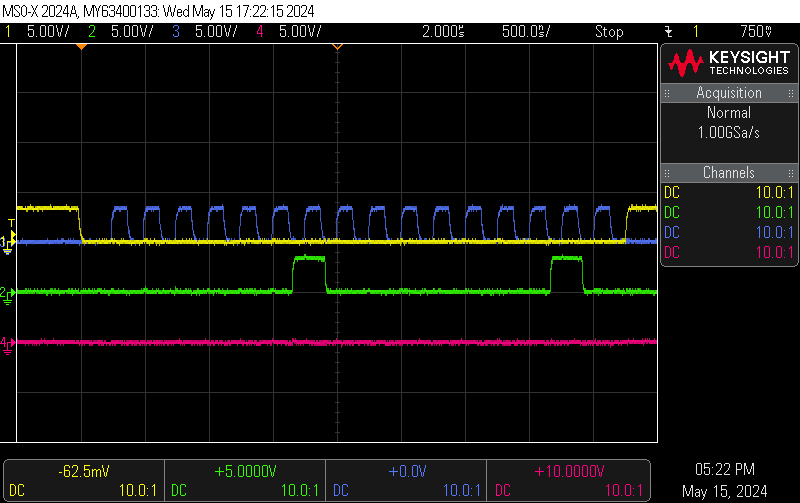 MSO-X 2024A, MY63400133: Wed May 15 17:22:15 2024
1 5.00V/ 2 5.00V/ 3 5.00V/ 4 5.00V/ 2.000s 500.0s/ Stop 1 750
KEYSIGHT
TECHNOLOGIES
Acquisition
Normal
1.00GSa/s
Channels
DC 10.0:1
DC 10.0:1
DC 10.0:1
DC 10.0:1
T
3
2
4
-62.5mV +5.0000V +0.0V +10.0000V
DC 10.0:1 DC 10.0:1 DC 10.0:1 DC 10.0:1
05:22 PM
May 15, 2024